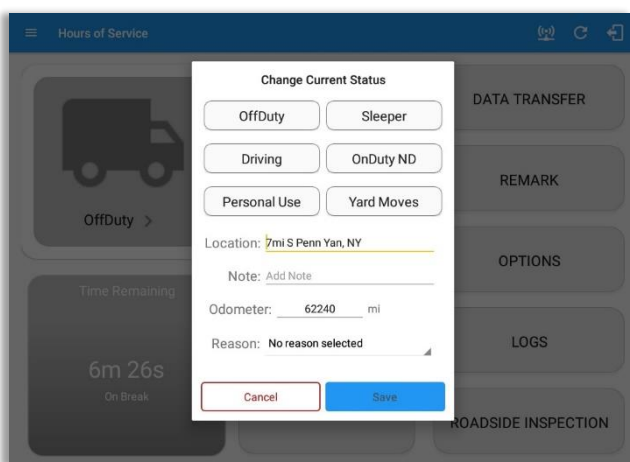 Hours of Service
Change Current Status
OffDuty
Sleeper
Driving
OnDuty ND
Personal Use
Yard Moves
Location: 7mi S Penn Yan, NY
Note: Add Note
Odometer: 62240 mi
Reason: No reason selected
Cancel
Save
OffDuty >
Time Remaining
6m 26s
On Break
DATA TRANSFER
REMARK
OPTIONS
LOGS
ROADSIDE INSPECTION